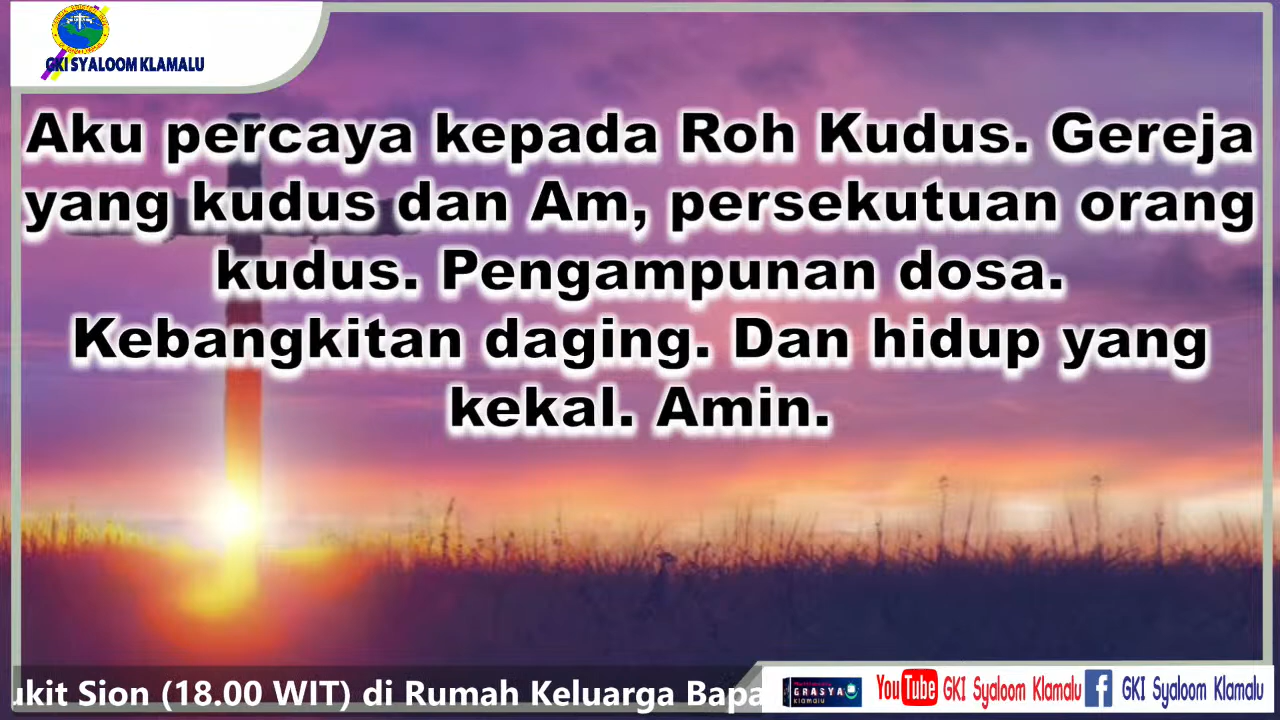 GKI SYALOOM KLAMALU
Aku percaya kepada Roh Kudus. Gereja
yang kudus dan Am, persekutuan orang
kudus. Pengampunan dosa.
Kebangkitan daging. Dan hidup yang
kekal. Amin.
ukit Sion (18.00 WIT) di Rumah Keluarga Bapa
GRASYA
Klamalu
YouTube GKI Syaloom Klamalu f GKI Syaloom Klamalu